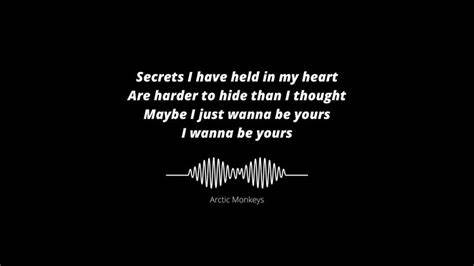 Secrets I have held in my heart
Are harder to hide than I thought
Maybe I just wanna be yours
I wanna be yours
Arctic Monkeys